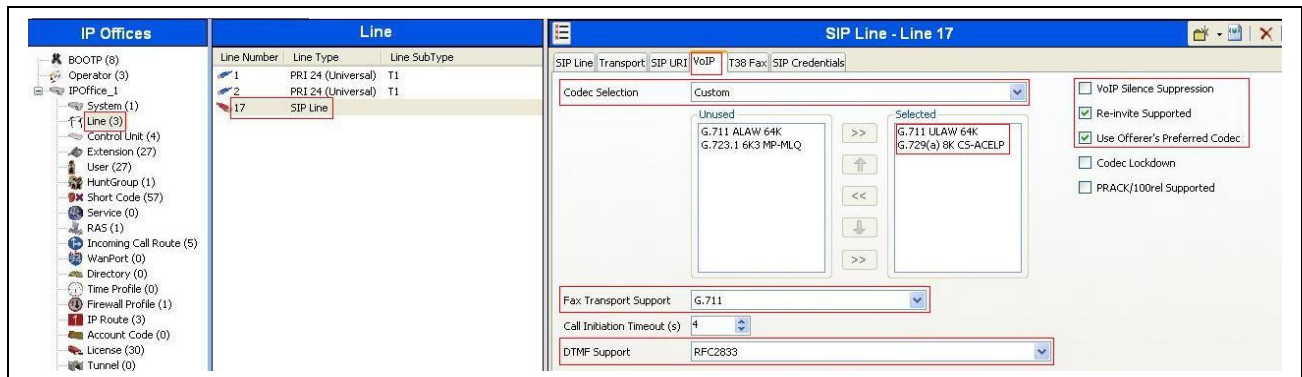 IP Offices
BOOTP (8)
Operator (3)
IPOffice_1
System (1)
Line (3)
Control Unit (4)
Extension (27)
User (27)
HuntGroup (1)
Short Code (57)
Service (0)
RAS (1)
Incoming Call Route (5)
WanPort (0)
Directory (0)
Time Profile (0)
Firewall Profile (1)
IP Route (3)
Account Code (0)
License (30)
Tunnel (0)
Line
Line Number Line Type Line SubType
1 PRI 24 (Universal) T1
2 PRI 24 (Universal) T1
17 SIP Line
SIP Line - Line 17
SIP Line Transport SIP URI VoIP T38 Fax SIP Credentials
Codec Selection Custom
Unused
G.711 ALAW 64K
G.723.1 6K3 MP-MLQ
>>
<<
>>
Selected
G.711 ULAW 64K
G.729(a) 8K CS-ACELP
VoIP Silence Suppression
Re-invite Supported
Use Offerer's Preferred Codec
Codec Lockdown
PRACK/100rel Supported
Fax Transport Support G.711
Call Initiation Timeout (s) 4
DTMF Support RFC2833